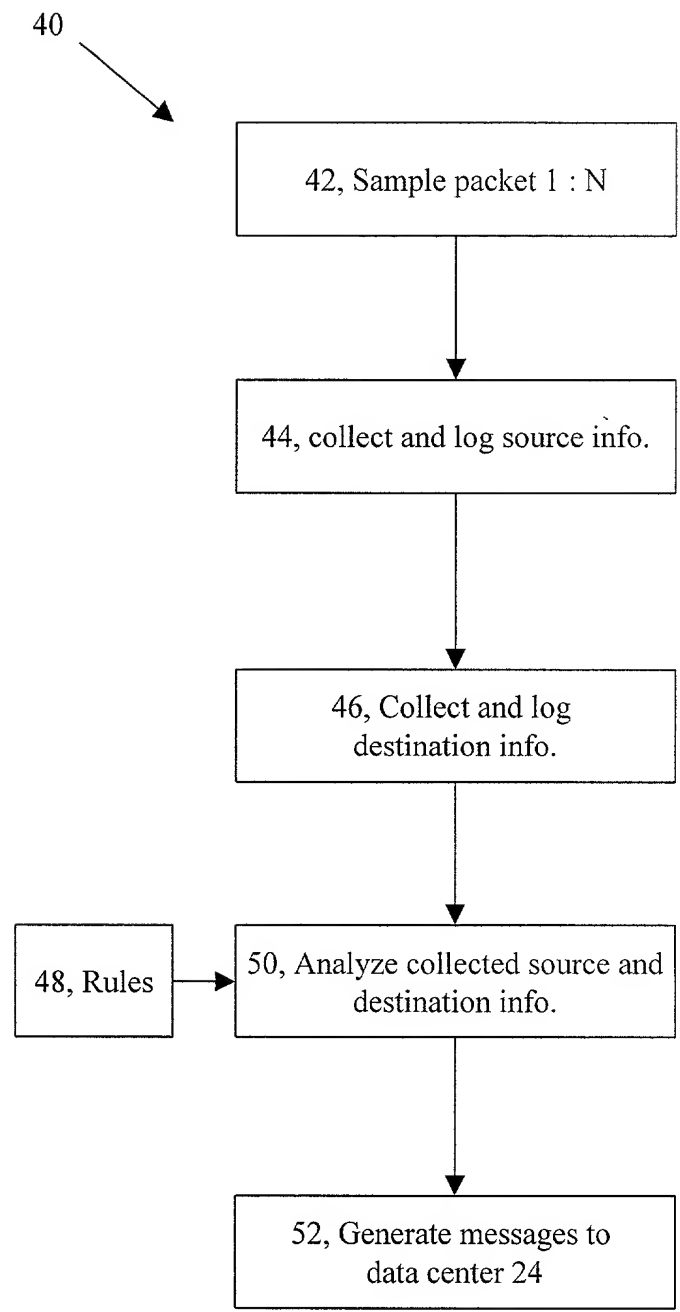 40
42, Sample packet 1 : N
44, collect and log source info.
46, Collect and log
destination info.
48, Rules
50, Analyze collected source and
destination info.
52, Generate messages to
data center 24